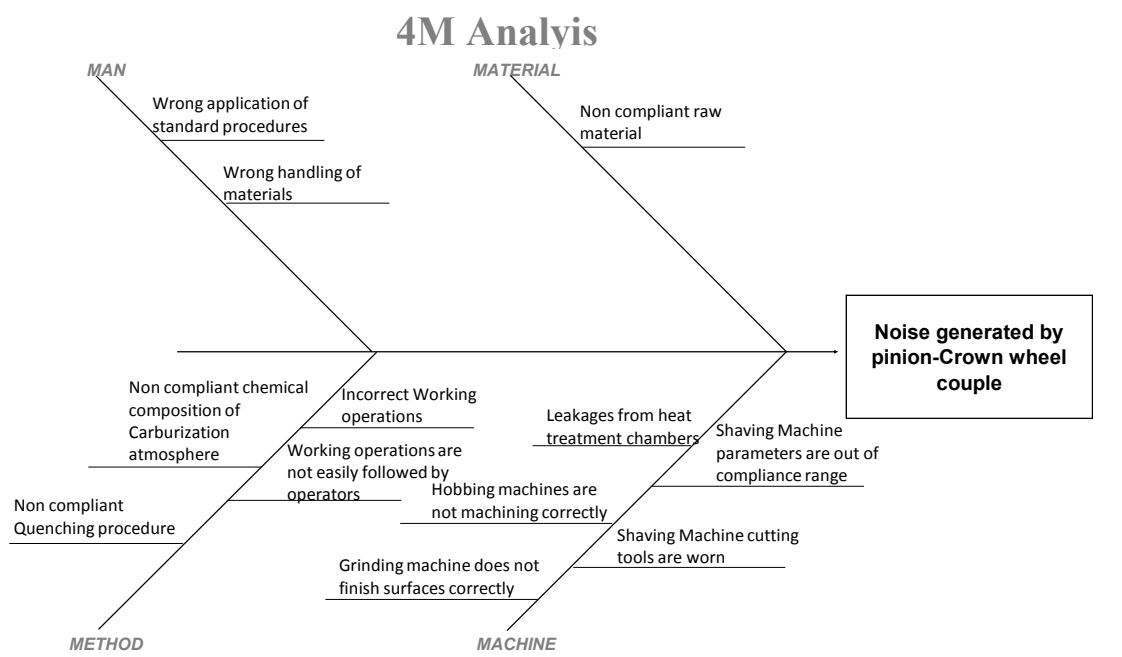 4M Analyis
MAN
MATERIAL
Wrong application of
standard procedures
Non compliant raw
material
Wrong handling of
materials
Noise generated by
pinion-Crown wheel
couple
Non compliant chemical
composition of
Carburization
atmosphere
Incorrect Working
operations
Working operations are
not easily followed by
operators
Non compliant
Quenching procedure
Leakages from heat
treatment chambers
Shaving Machine
parameters are out of
compliance range
Hobbing machines are
not machining correctly
Shaving Machine cutting
tools are worn
Grinding machine does not
finish surfaces correctly
METHOD
MACHINE